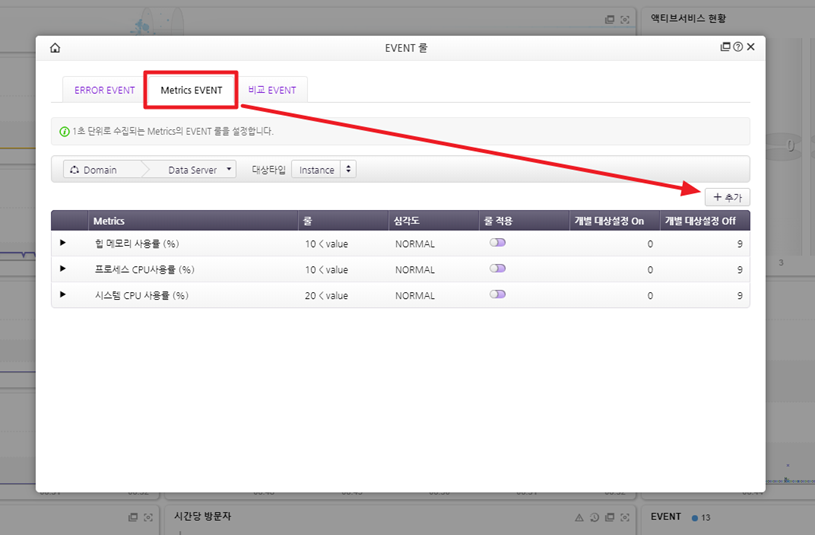 액티브서비스 현황
EVENT 룰
ERROR EVENT
Metrics EVENT
비교 EVENT
1초 단위로 수집되는 Metrics의 EVENT 룰을 설정합니다.
Domain
Data Server
대상타입
Instance
+ 추가
Metrics 룰 심각도 룰 적용 개별 대상설정 On 개별 대상설정 Off
힙 메모리 사용률 (%) 10 < value NORMAL 0 9
프로세스 CPU사용률 (%) 10 < value NORMAL 0 9
시스템 CPU 사용률 (%) 20 < value NORMAL 0 9
3
시간당 방문자
EVENT 13